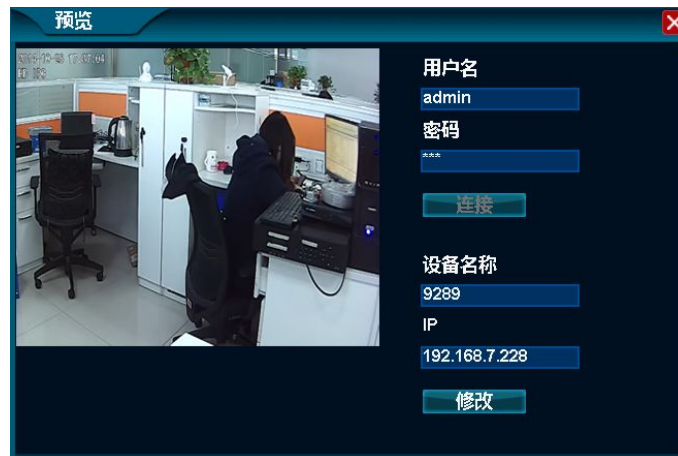 预览
用户名
admin
密码
***
连接
设备名称
9289
IP
192.168.7.228
修改